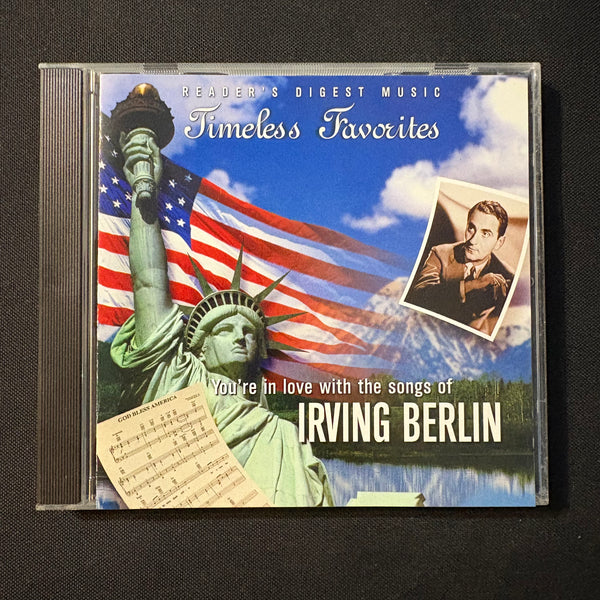 READER'S DIGEST MUSIC
Timeless Favorites
You're in love with the songs of
IRVING BERLIN
GOD BLESS AMERICA